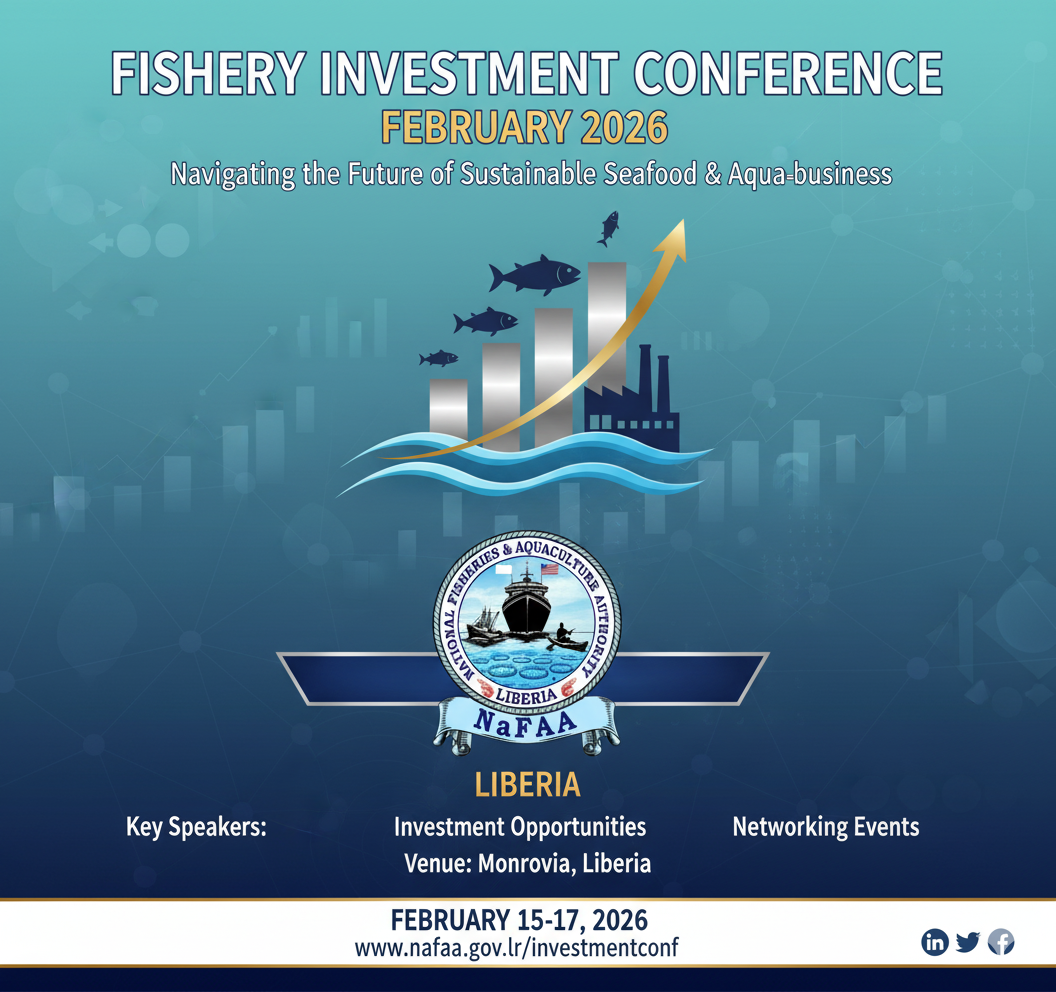 FISHERY INVESTMENT CONFERENCE
FEBRUARY 2026
Navigating the Future of Sustainable Seafood & Aqua-business
NATIONAL FISHERIES & AQUACULTURE AUTHORITY
LIBERIA
NaFAA
LIBERIA
Key Speakers: Investment Opportunities Networking Events
Venue: Monrovia, Liberia
FEBRUARY 15-17, 2026
www.nafaa.gov.lr/investmentconf
in f